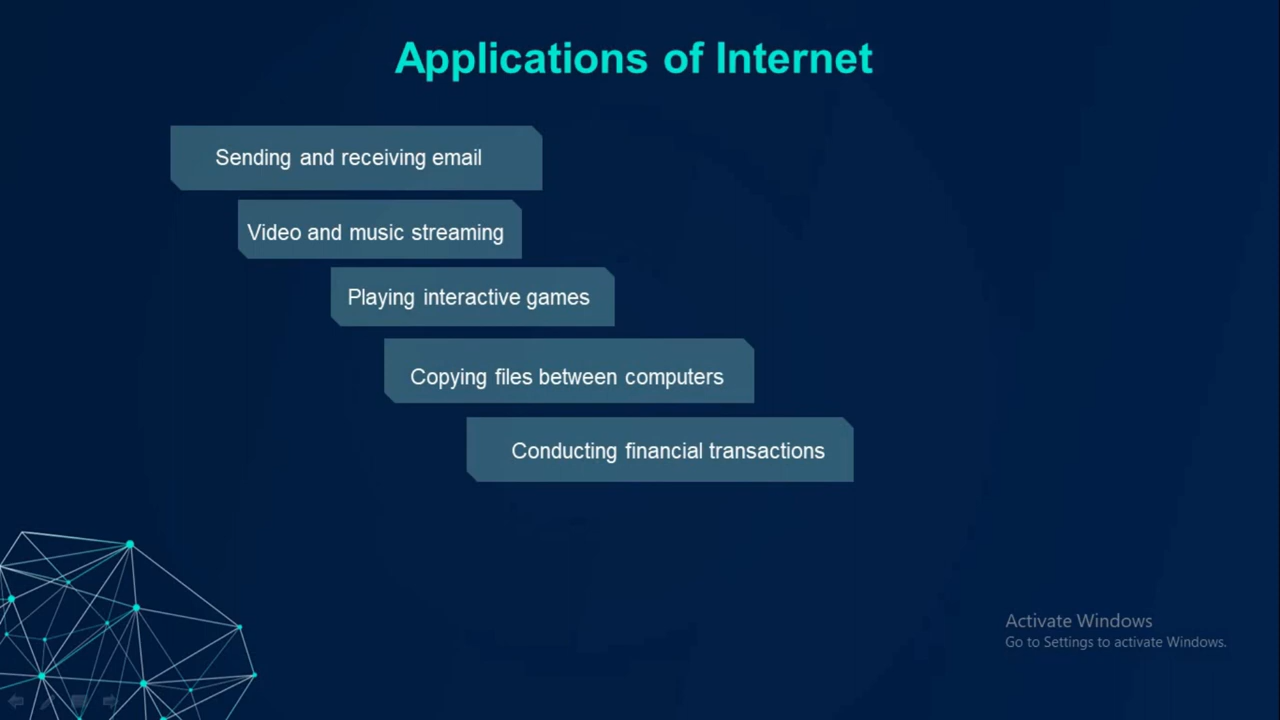 Applications of Internet
Sending and receiving email
Video and music streaming
Playing interactive games
Copying files between computers
Conducting financial transactions
Activate Windows
Go to Settings to activate Windows.